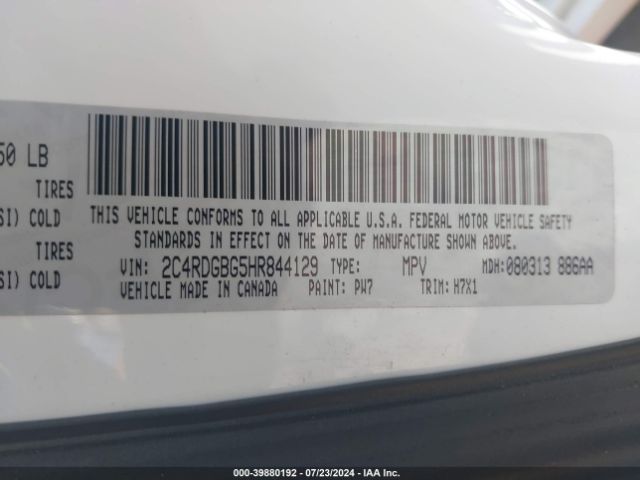 50 LB
TIRES
SI) COLD
TIRES
SI) COLD
THIS VEHICLE CONFORMS TO ALL APPLICABLE U.S.A. FEDERAL MOTOR VEHICLE SAFETY
STANDARDS IN EFFECT ON THE DATE OF MANUFACTURE SHOWN ABOVE.
VIN: 2C4RDGBG5HR844129 TYPE: MPV MDH: 080313 886AA
VEHICLE MADE IN CANADA PAINT: PW7 TRIM: H7X1
000-39880192 - 07/23/2024 - IAA Inc.